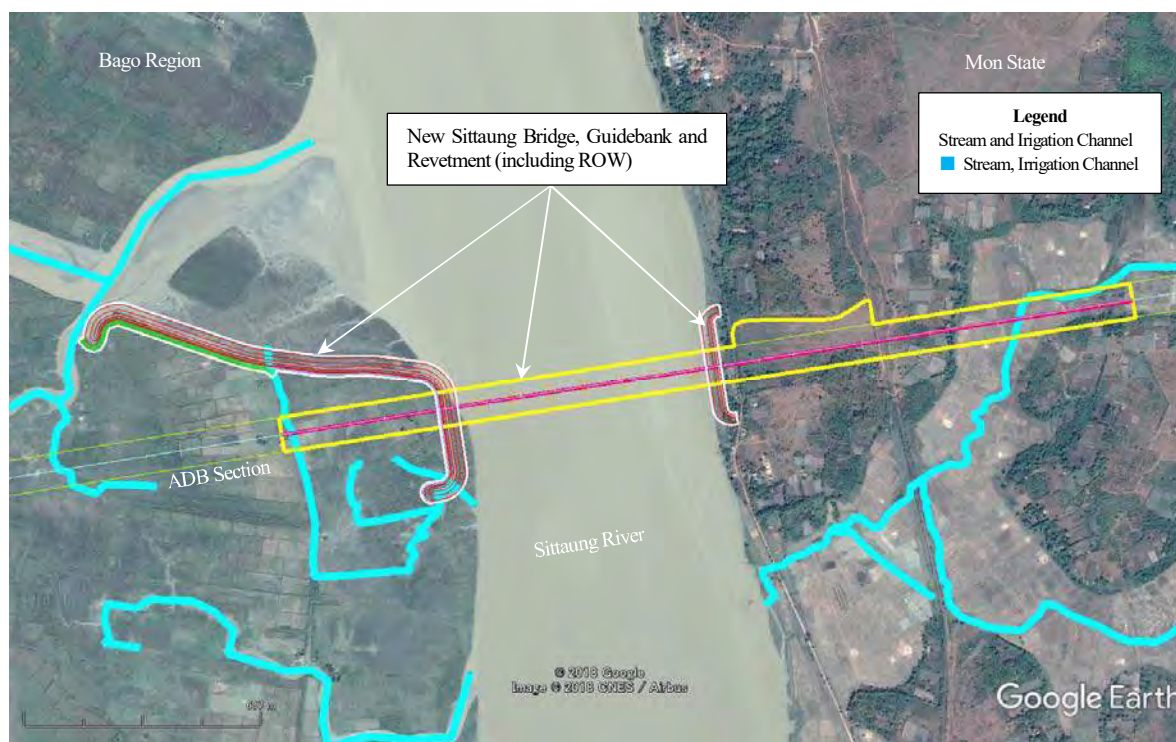 Bago Region
Mon State
New Sittaung Bridge, Guidebank and
Revetment (including ROW)
Legend
Stream and Irrigation Channel
Stream, Irrigation Channel
ADB Section
Sittaung River
© 2018 Google
Image © 2018 CNES / Airbus
Google Earth